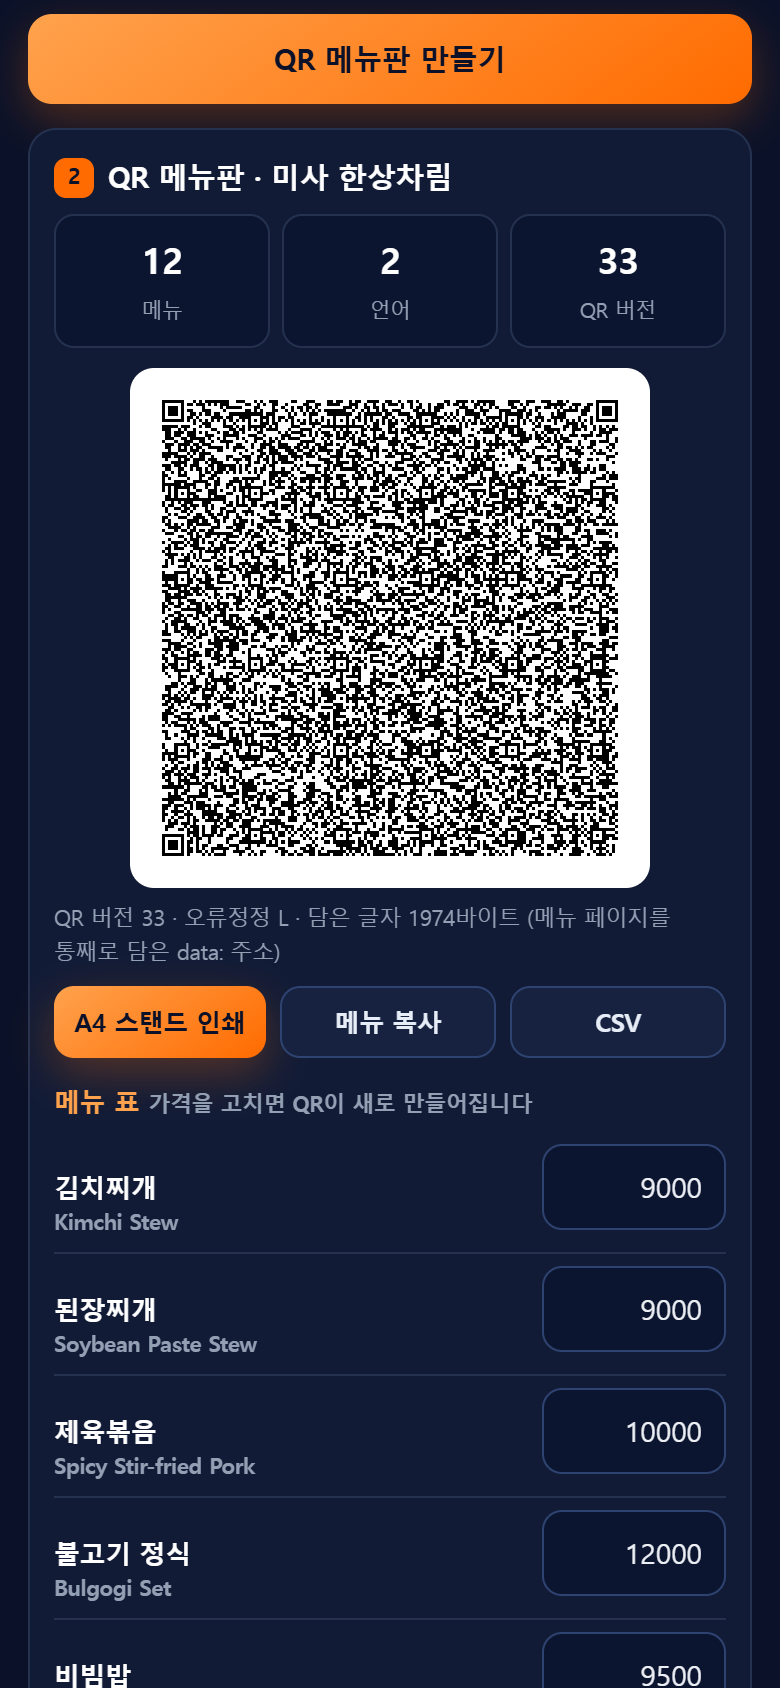 QR 메뉴판 만들기
2 QR 메뉴판 · 미사 한상차림
12
메뉴
2
언어
33
QR 버전
QR 버전 33 · 오류정정 L · 담은 글자 1974바이트 (메뉴 페이지를
통째로 담은 data: 주소)
A4 스탠드 인쇄
메뉴 복사
CSV
메뉴 표 가격을 고치면 QR이 새로 만들어집니다
김치찌개
Kimchi Stew
9000
된장찌개
Soybean Paste Stew
9000
제육볶음
Spicy Stir-fried Pork
10000
불고기 정식
Bulgogi Set
12000
비빔밥
9500